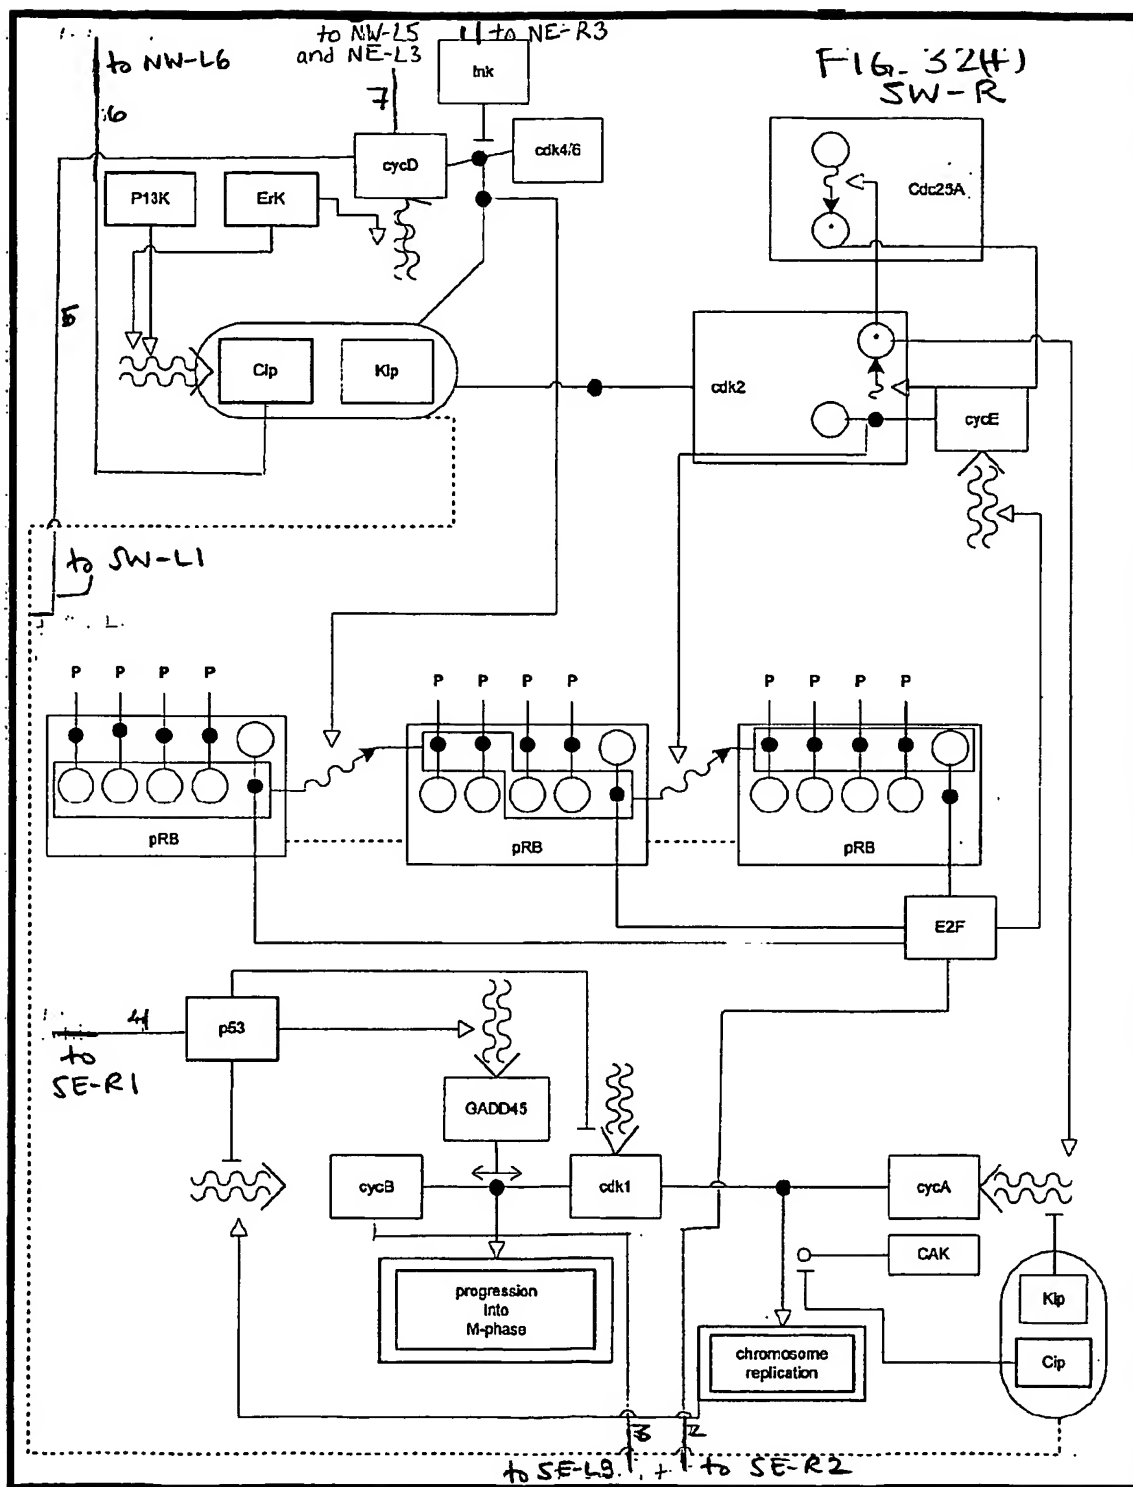 to NW-L6
to NW-L5
and NE-L3
to NE-R3
FIG. 32(4)
SW-R
6
7
Ink
cycD
cdk4/6
P13K
ErK
Cdc25A
5
Cip
Kip
cdk2
cycE
to SW-L1
P P P P
P P P P
P P P P
pRB
pRB
pRB
E2F
4
p53
to
SE-R1
GADD45
cycB
cdk1
cycA
CAK
progression
into
M-phase
Kip
Cip
chromosome
replication
3
2
to SE-L9
to SE-R2